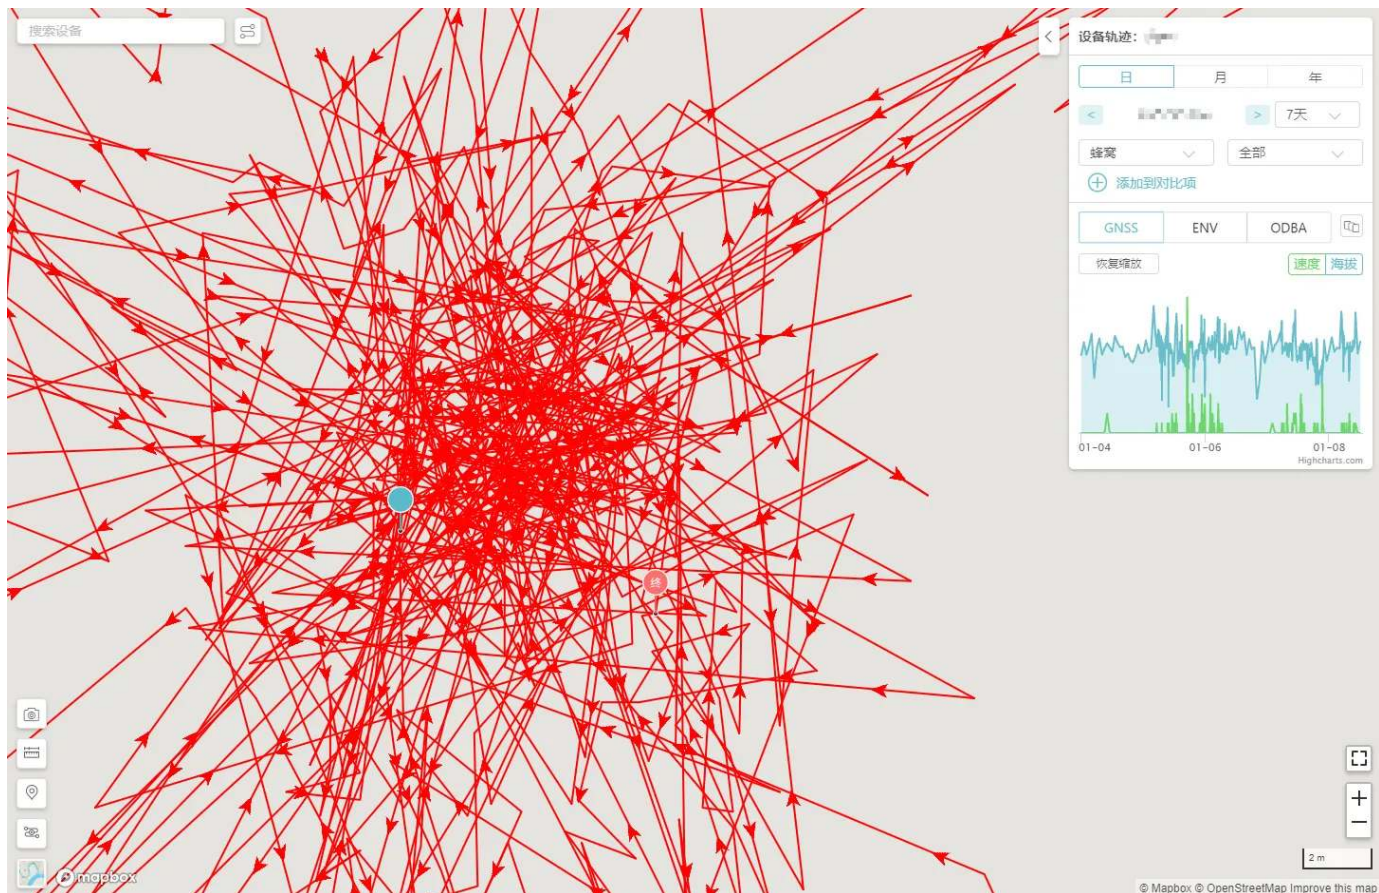 搜索设备
设备轨迹：
日 月 年
< > 7天
蜂窝 全部
添加到对比项
GNSS ENV ODBA
恢复缩放 速度 海拔
01-04 01-06 01-08
Highcharts.com
终
2 m
mapbox
© Mapbox © OpenStreetMap Improve this map